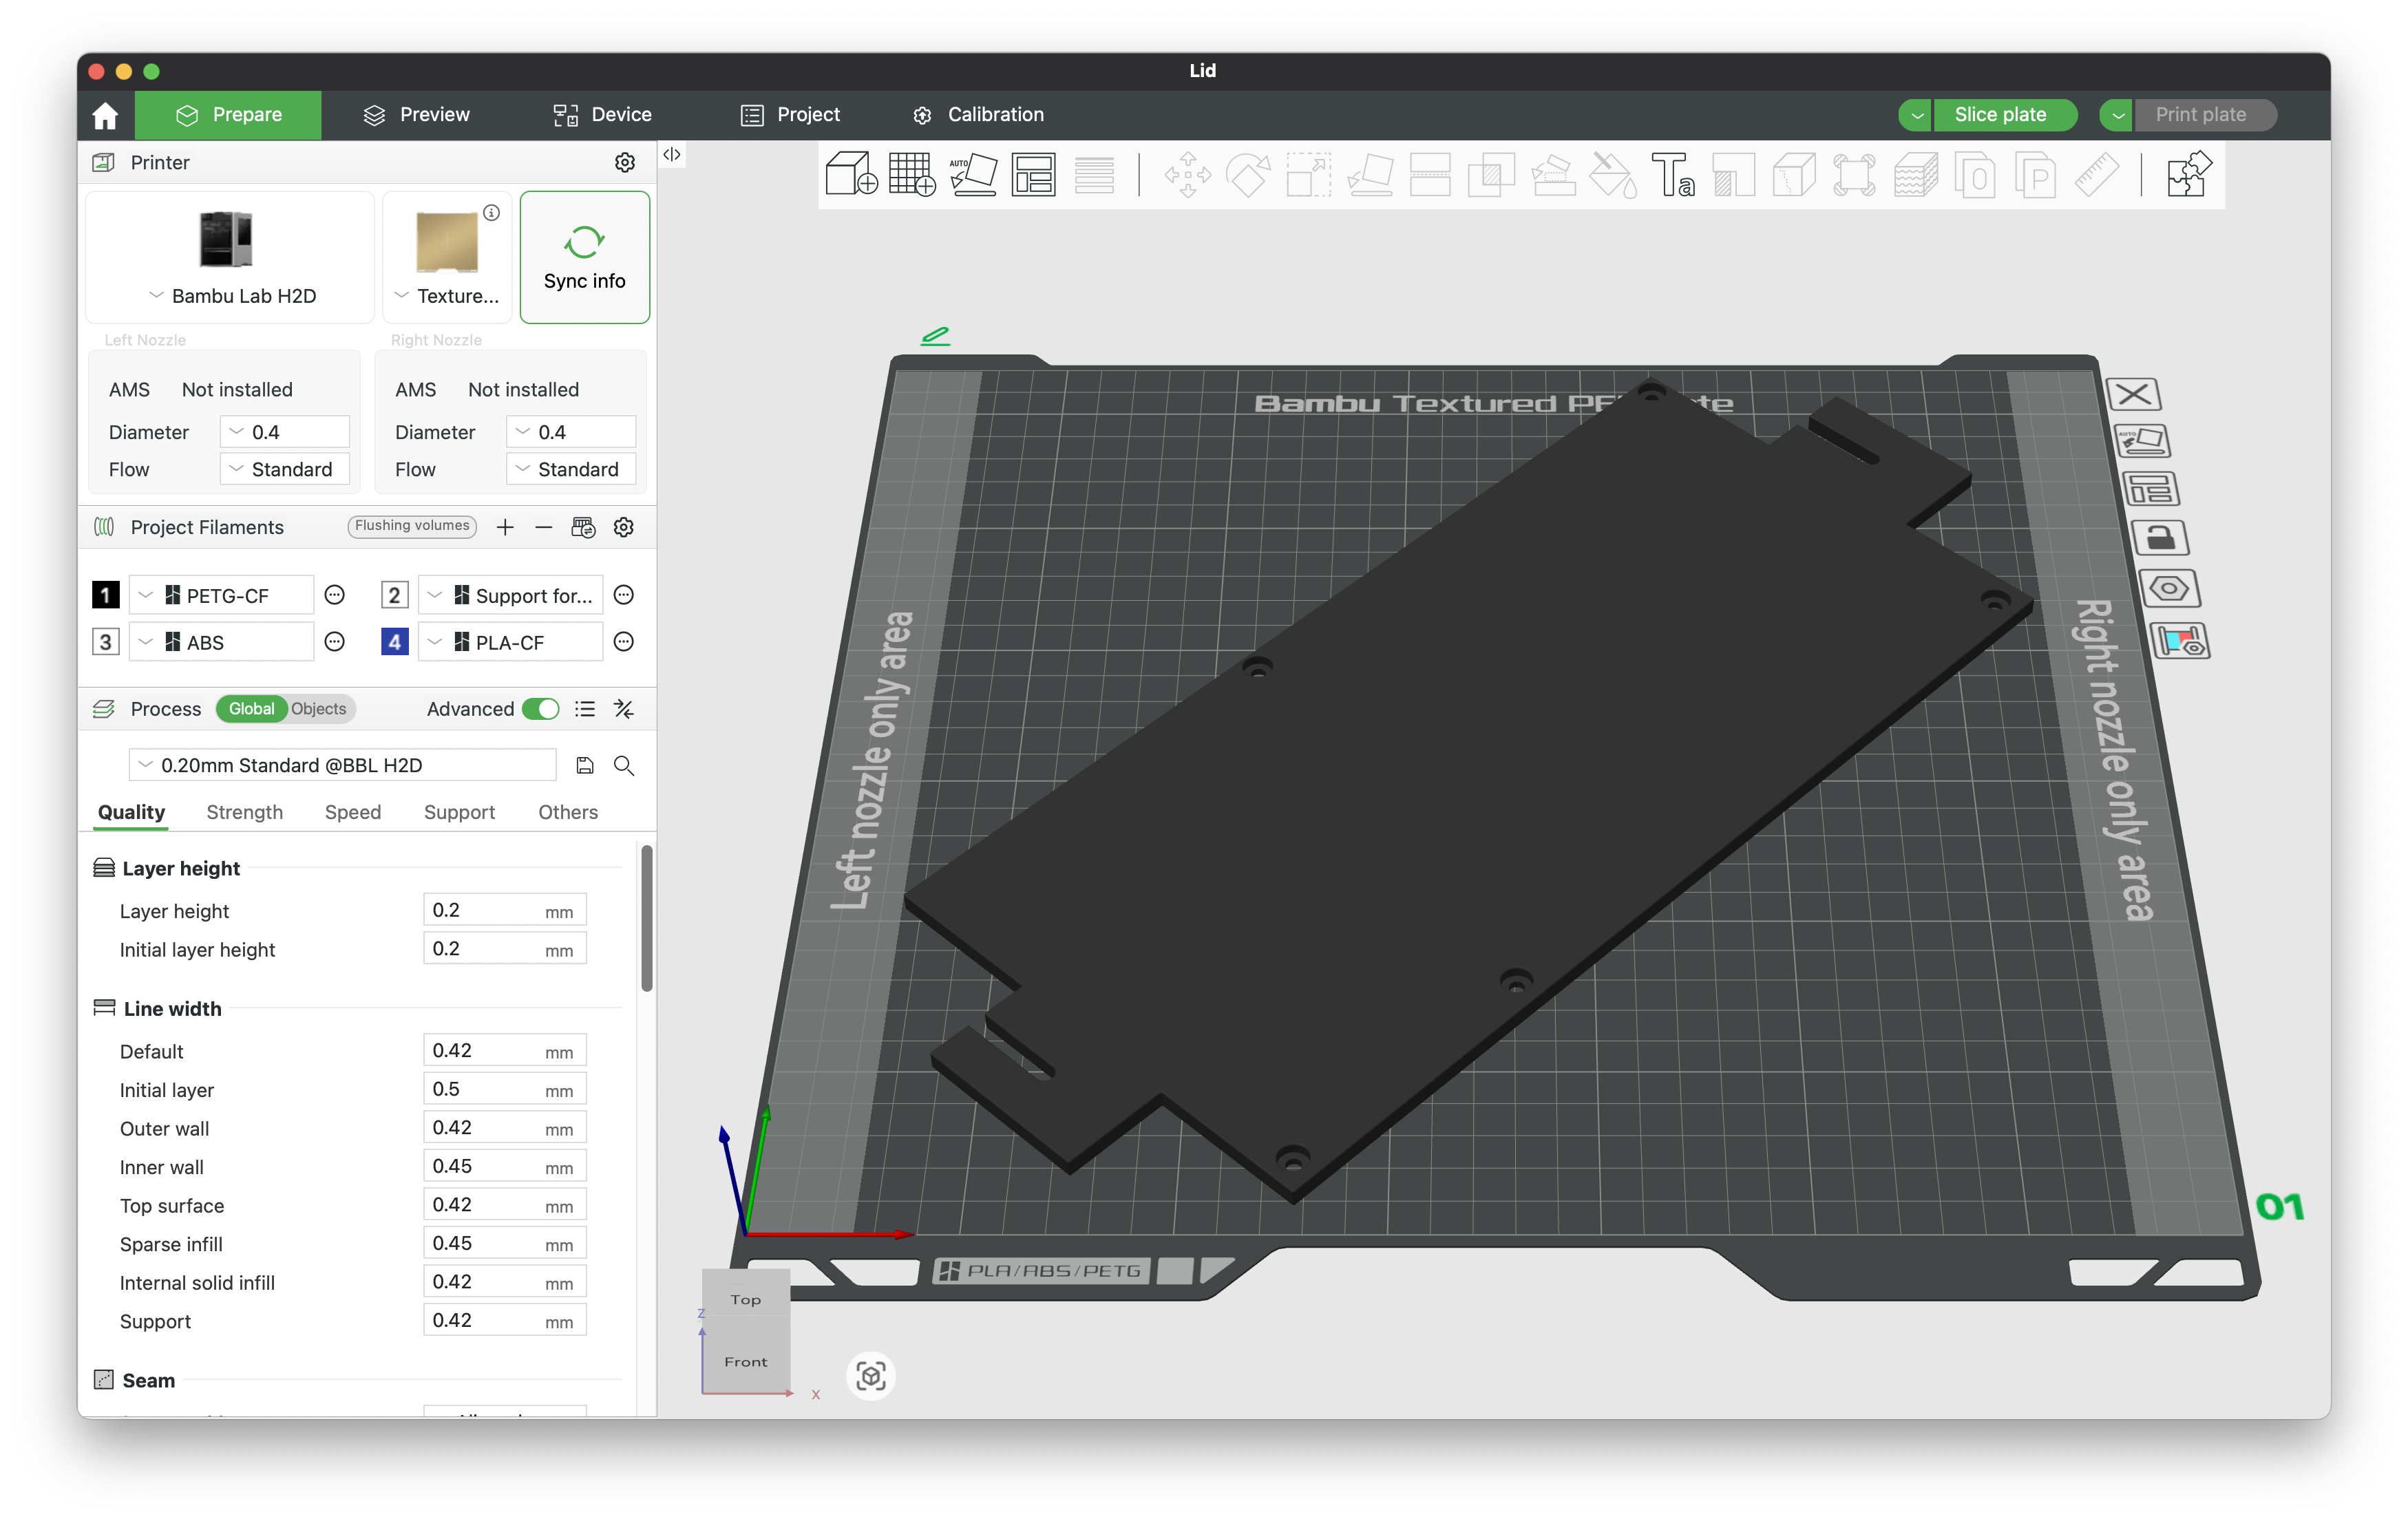 Lid
Prepare
Preview
Device
Project
Calibration
Slice plate
Print plate
Printer
Bambu Lab H2D
Texture...
Sync info
Left Nozzle
Right Nozzle
AMS Not installed
AMS Not installed
Diameter 0.4
Diameter 0.4
Flow Standard
Flow Standard
Project Filaments
Flushing volumes
1 PETG-CF
2 Support for...
3 ABS
4 PLA-CF
Process
Global
Objects
Advanced
0.20mm Standard @BBL H2D
Quality
Strength
Speed
Support
Others
Layer height
Layer height 0.2 mm
Initial layer height 0.2 mm
Line width
Default 0.42 mm
Initial layer 0.5 mm
Outer wall 0.42 mm
Inner wall 0.45 mm
Top surface 0.42 mm
Sparse infill 0.45 mm
Internal solid infill 0.42 mm
Support 0.42 mm
Seam
AUTO
Ta
O
P
Bambu Textured
Left nozzle only area
Right nozzle only area
AUTO
01
PLA/ABS/PETG
Top
Front
Z
X